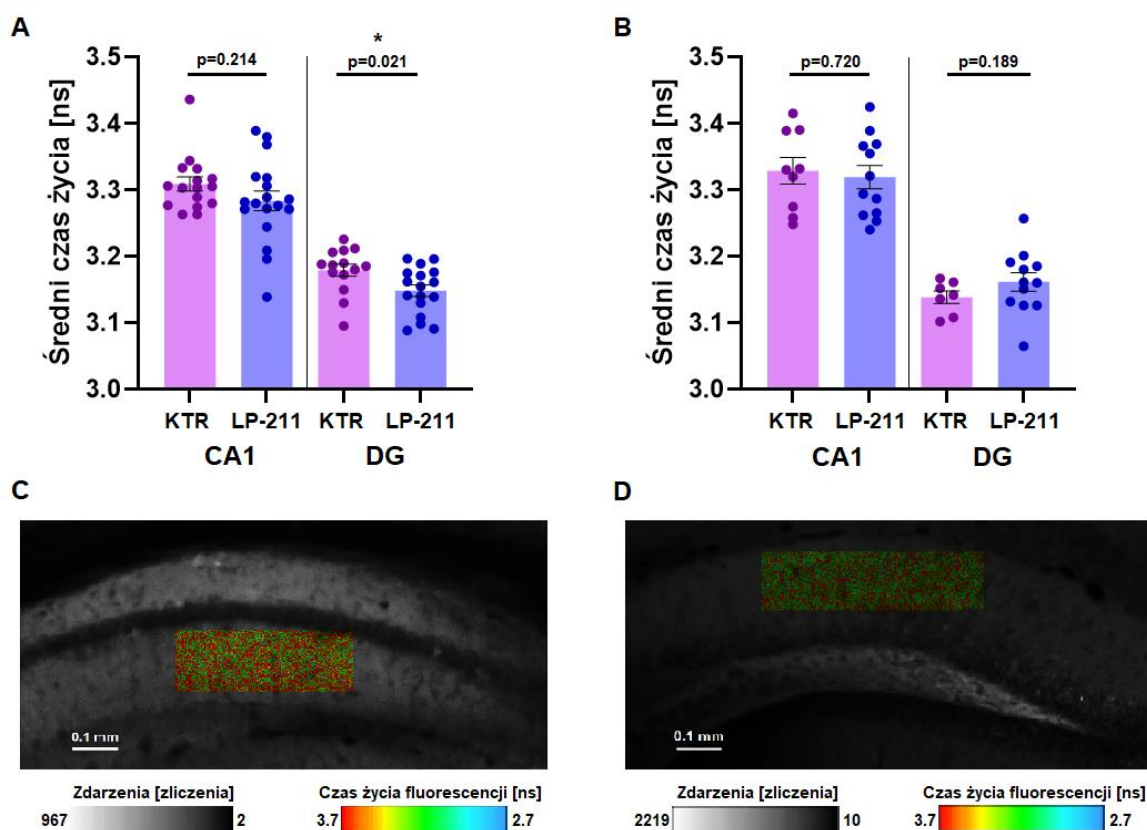 A
Średni czas życia [ns]
3.5
3.4
3.3
3.2
3.1
3.0
p=0.214
*
p=0.021
KTR LP-211 KTR LP-211
CA1 DG
B
Średni czas życia [ns]
3.5
3.4
3.3
3.2
3.1
3.0
p=0.720
p=0.189
KTR LP-211 KTR LP-211
CA1 DG
C
0.1 mm
Zdarzenia [zliczenia]
967 2
Czas życia fluorescencji [ns]
3.7 2.7
D
0.1 mm
Zdarzenia [zliczenia]
2219 10
Czas życia fluorescencji [ns]
3.7 2.7